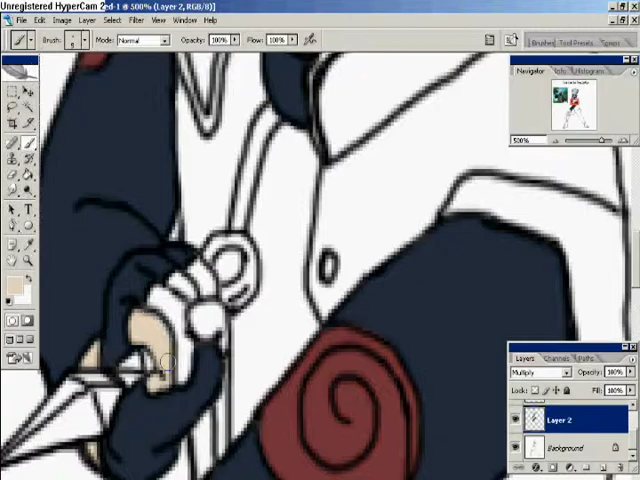 Unregistered HyperCam 2
ed-1 @ 500% (Layer 2, RGB/8)
File Edit Image Layer Select Filter View Window Help
Brush: Mode: Normal Opacity: 100% Flow: 100%
Brushes Tool Presets
Navigator Info Histogram
500%
Layers Channels Paths
Multiply Opacity: 100%
Lock: Fill: 100%
Layer 2
Background